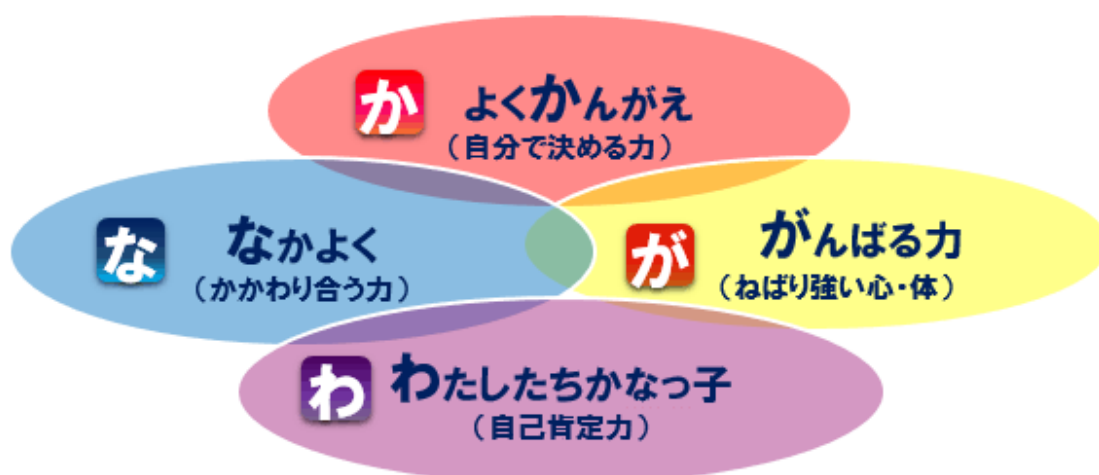 か よくかんがえ
（自分で決める力）
な なかよく
（かかわり合う力）
が がんばる力
（ねばり強い心・体）
わ わたしたちかなっ子
（自己肯定力）